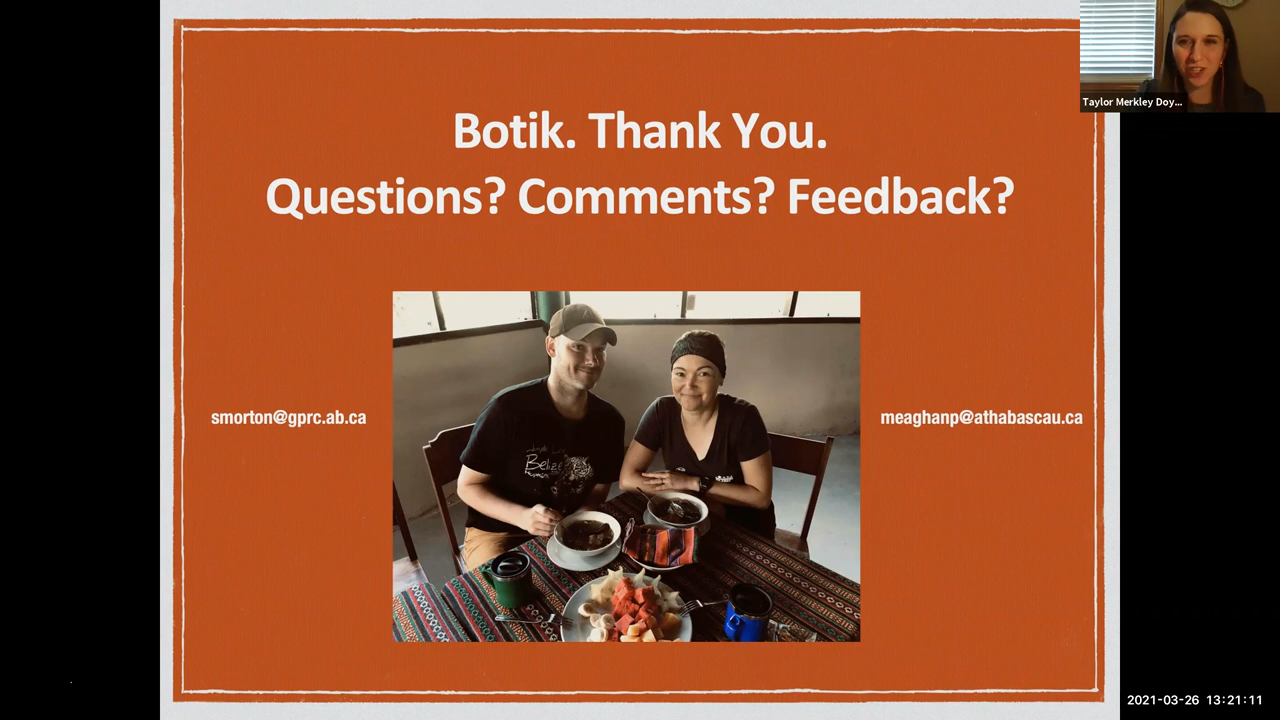 Botik. Thank You.
Questions? Comments? Feedback?
Taylor Merkley Doy...
smorton@gprc.ab.ca
meaghanp@athabascau.ca
Belize
2021-03-26 13:21:11